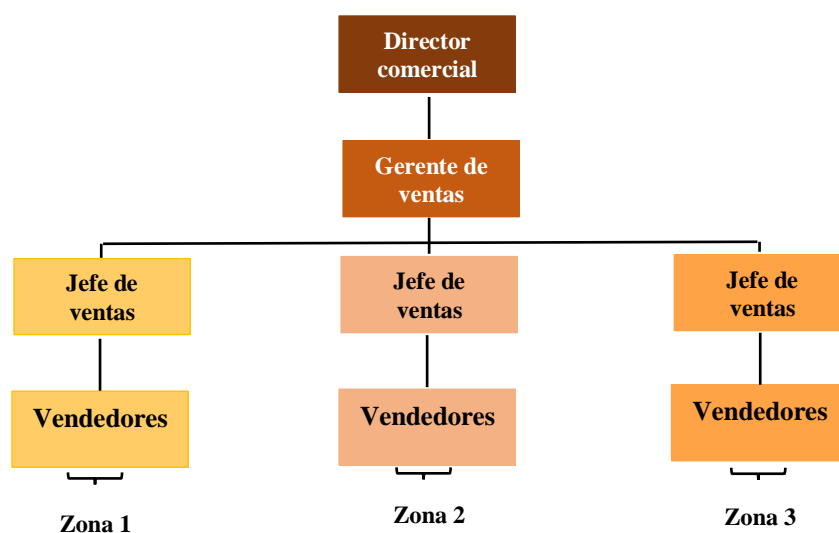 Director
comercial
Gerente de
ventas
Jefe de
ventas
Jefe de
ventas
Jefe de
ventas
Vendedores
Vendedores
Vendedores
Zona 1
Zona 2
Zona 3